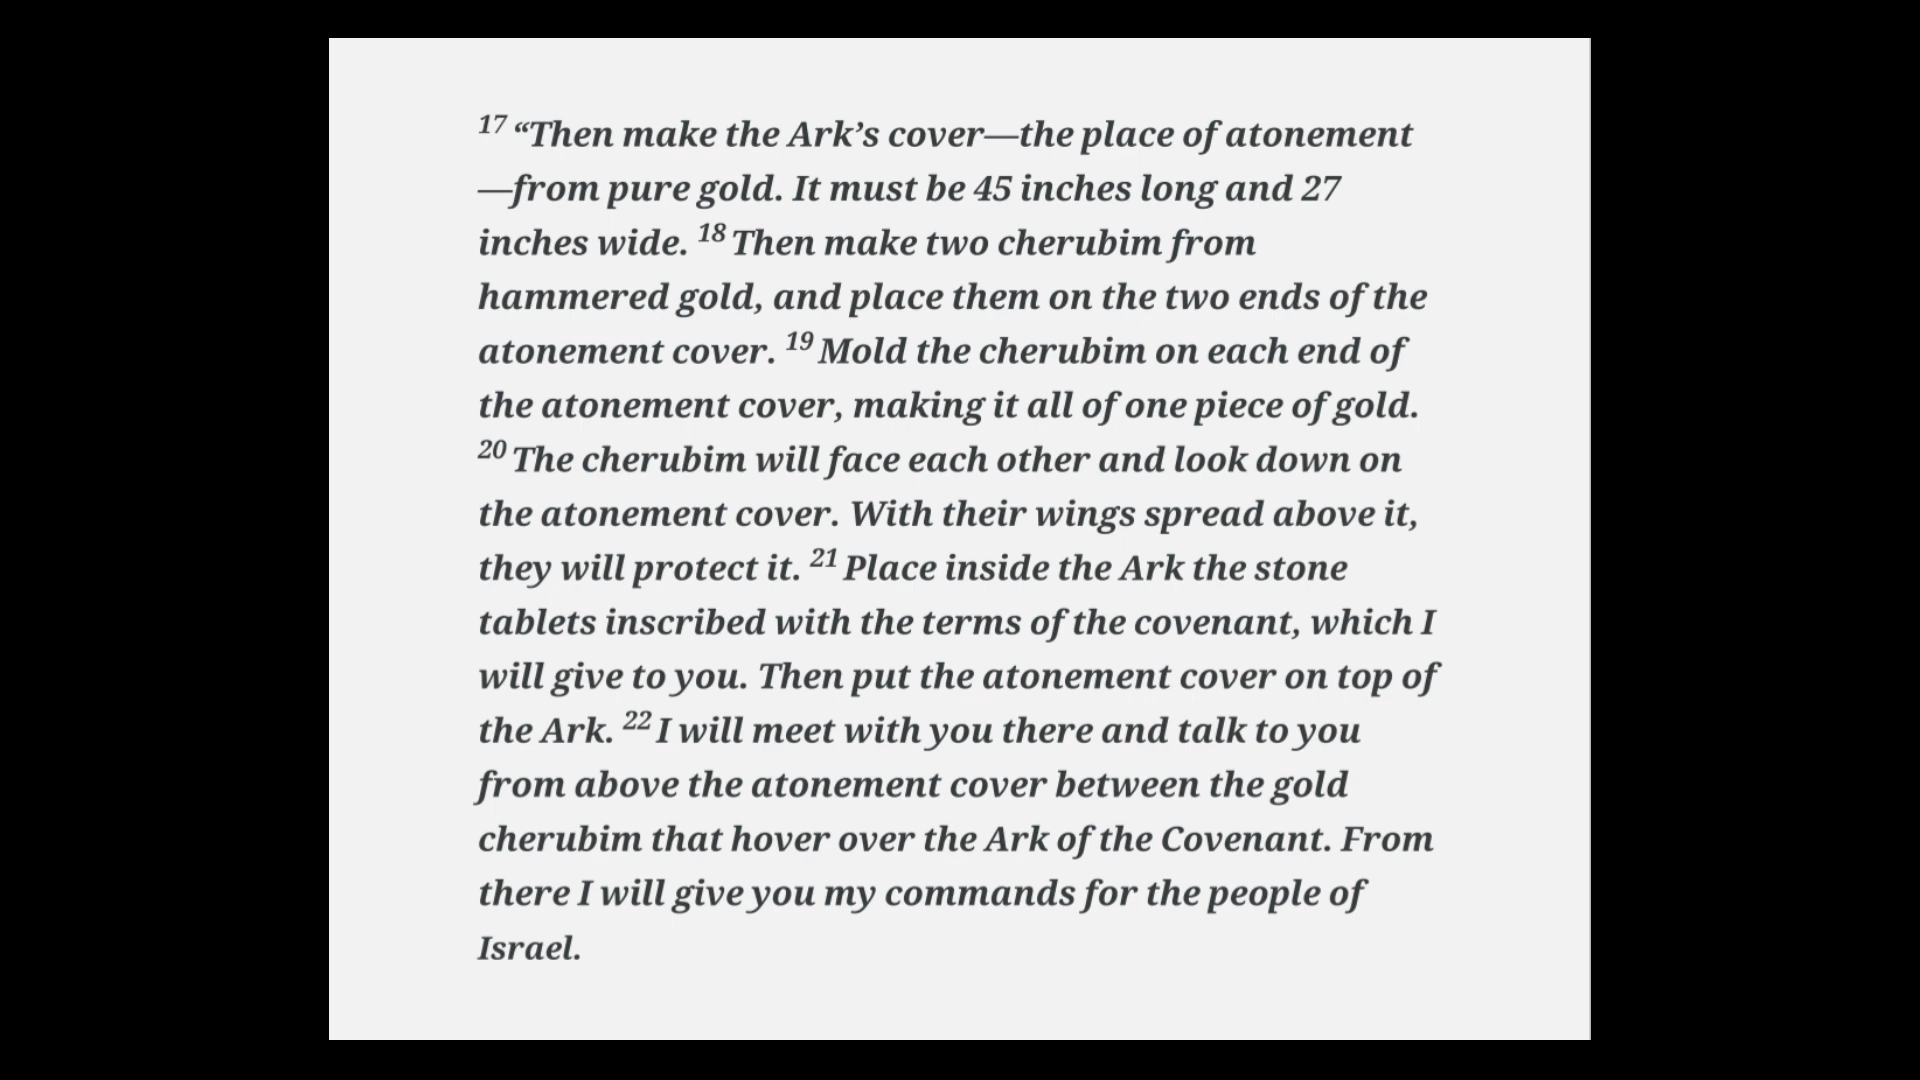 17 “Then make the Ark’s cover—the place of atonement
—from pure gold. It must be 45 inches long and 27
inches wide. 18 Then make two cherubim from
hammered gold, and place them on the two ends of the
atonement cover. 19 Mold the cherubim on each end of
the atonement cover, making it all of one piece of gold.
20 The cherubim will face each other and look down on
the atonement cover. With their wings spread above it,
they will protect it. 21 Place inside the Ark the stone
tablets inscribed with the terms of the covenant, which I
will give to you. Then put the atonement cover on top of
the Ark. 22 I will meet with you there and talk to you
from above the atonement cover between the gold
cherubim that hover over the Ark of the Covenant. From
there I will give you my commands for the people of
Israel.